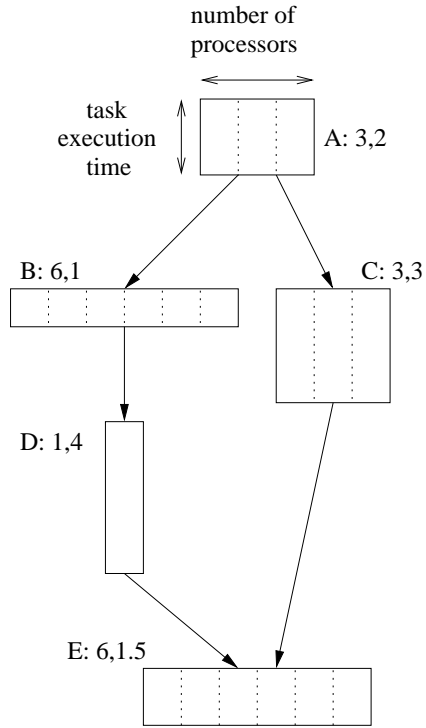 number of
processors
task
execution
time
A: 3,2
B: 6,1
C: 3,3
D: 1,4
E: 6,1.5